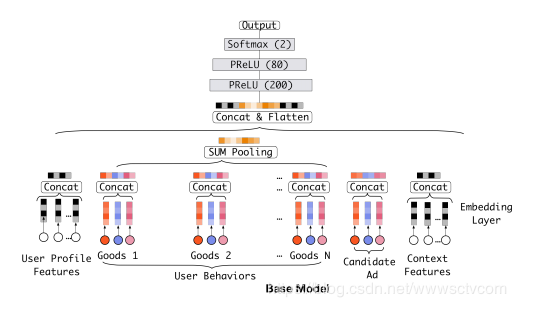 Output
Softmax (2)
PReLU (80)
PReLU (200)
Concat & Flatten
SUM Pooling
... 
Concat Concat Concat ... Concat Concat Concat
... ... ...
Embedding
Layer
... ...
User Profile
Features
Goods 1 Goods 2 ... Goods N
User Behaviors
Candidate
Ad
Context
Features
Base Model
blog.csdn.net/wwwsctvcom